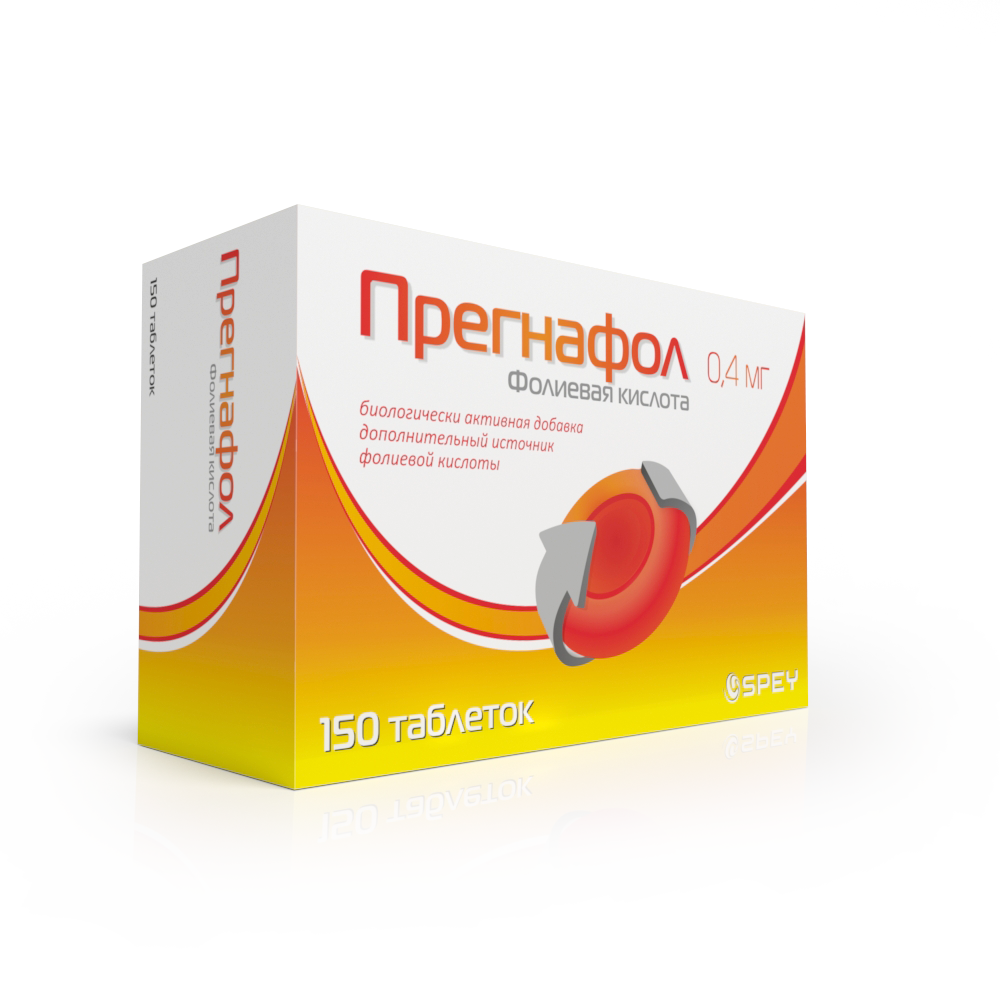 150 таблеток
Прегнафол
Фолиевая кислота
Прегнафол 0,4 мг
Фолиевая кислота
биологически активная добавка
дополнительный источник
фолиевой кислоты
150 таблеток
SPEY